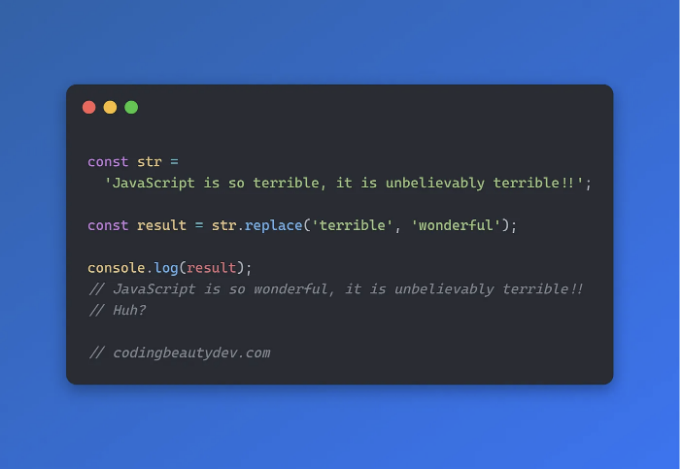 const str =
'JavaScript is so terrible, it is unbelievably terrible!!';
const result = str.replace('terrible', 'wonderful');
console.log(result);
// JavaScript is so wonderful, it is unbelievably terrible!!
// Huh?
// codingbeautydev.com